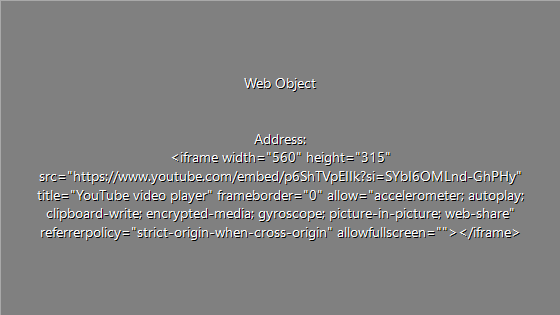 Web Object
Address:
<iframe width="560" height="315"
src="https://www.youtube.com/embed/p6ShTVpEIIk?si=SYbI6OMLnd-GhPHy"
title="YouTube video player" frameborder="0" allow="accelerometer; autoplay;
clipboard-write; encrypted-media; gyroscope; picture-in-picture; web-share"
referrerpolicy="strict-origin-when-cross-origin" allowfullscreen=""></iframe>